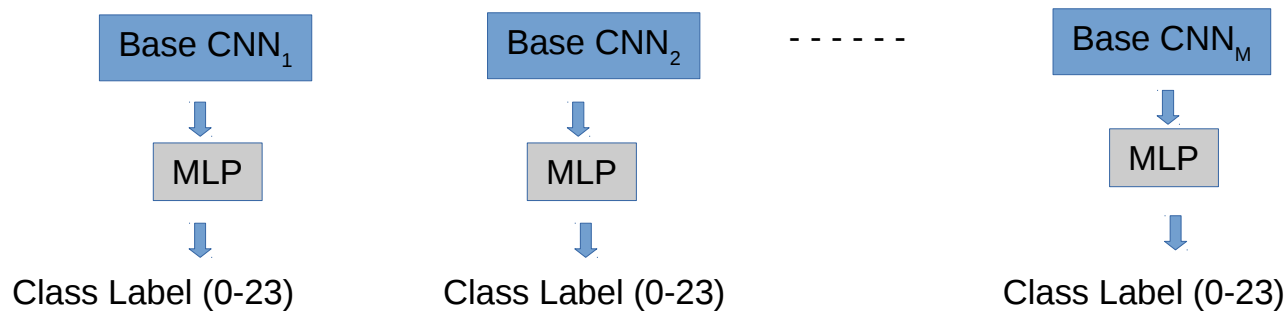 Base CNN1 Base CNN2 - - - - - - Base CNNM
MLP MLP MLP
Class Label (0-23) Class Label (0-23) Class Label (0-23)